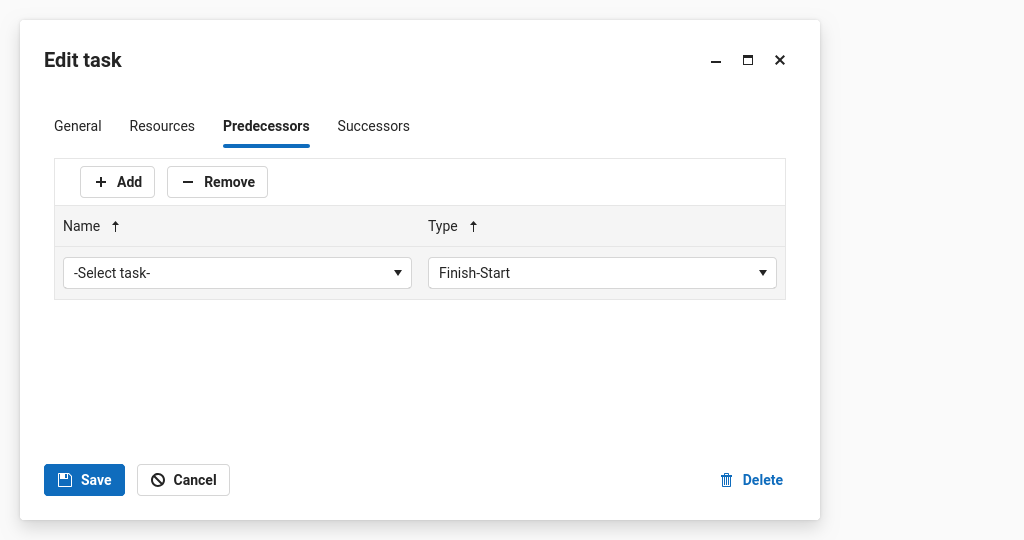 Edit task
General Resources Predecessors Successors
Add Remove
Name Type
-Select task- Finish-Start
Save Cancel Delete